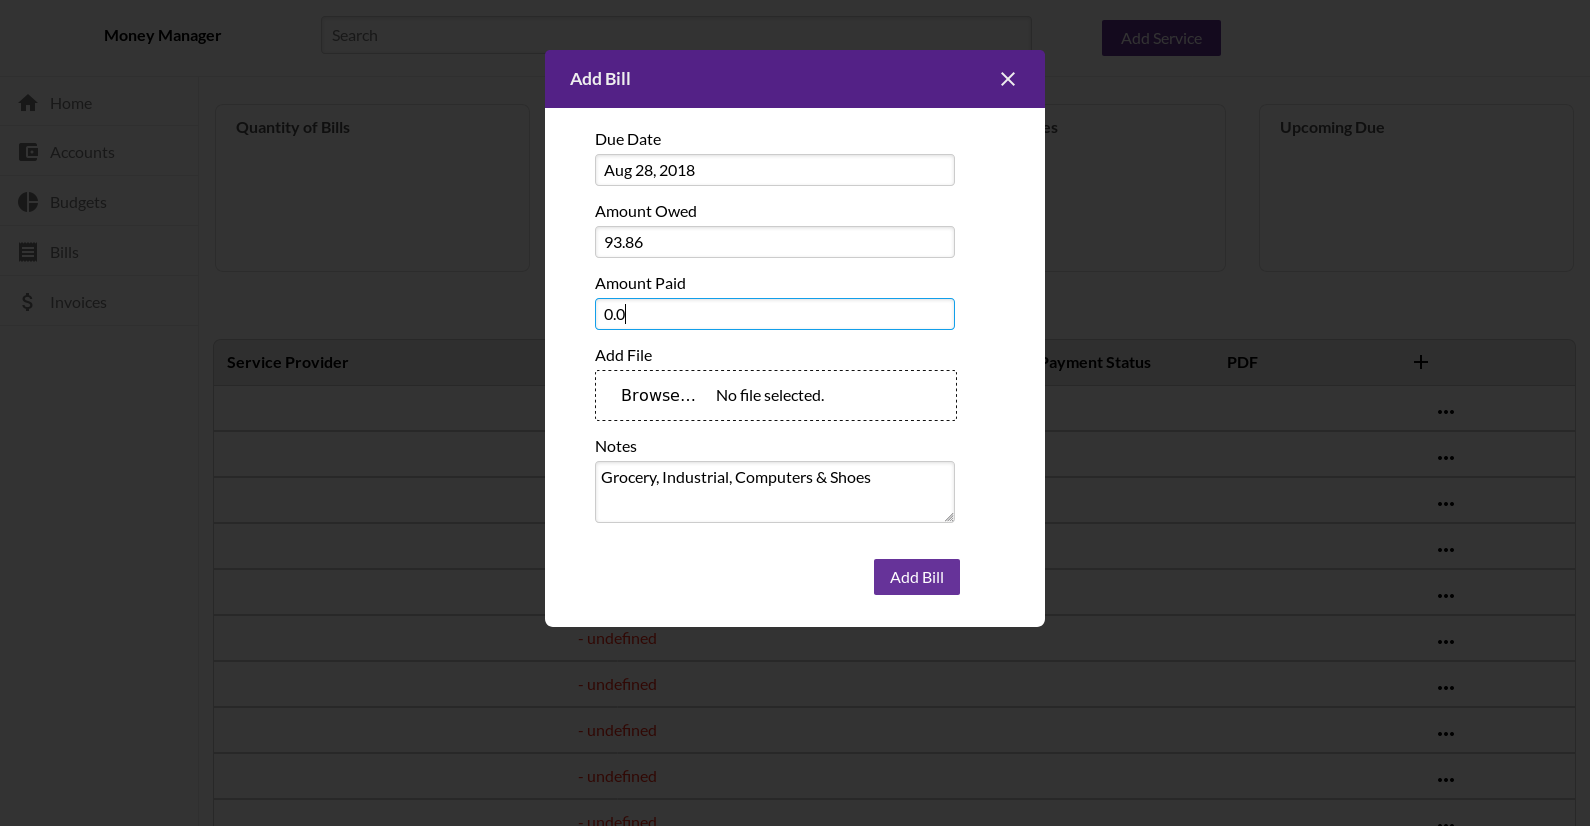 Money Manager
Search
Add Service
Add Bill
Home
Accounts
Budgets
Bills
Invoices
Quantity of Bills
es
Upcoming Due
Due Date
Aug 28, 2018
Amount Owed
93.86
Amount Paid
0.0
Add File
Browse... No file selected.
Notes
Grocery, Industrial, Computers & Shoes
Add Bill
Service Provider
Payment Status
PDF
- undefined
- undefined
- undefined
- undefined
- undefined